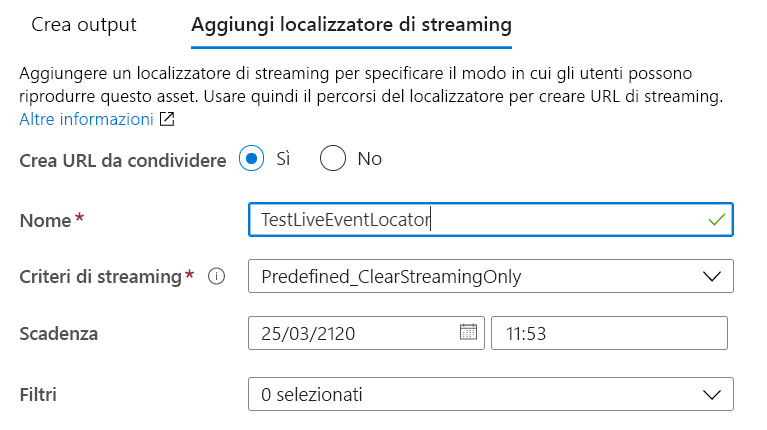 Crea output
Aggiungi localizzatore di streaming
Aggiungere un localizzatore di streaming per specificare il modo in cui gli utenti possono
riprodurre questo asset. Usare quindi il percorsi del localizzatore per creare URL di streaming.
Altre informazioni
Crea URL da condividere Sì No
Nome * TestLiveEventLocator
Criteri di streaming * Predefined_ClearStreamingOnly
Scadenza 25/03/2120 11:53
Filtri 0 selezionati